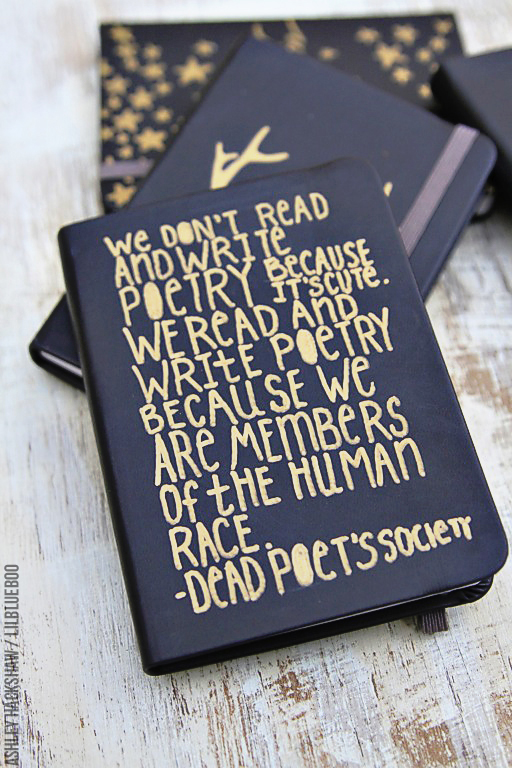 We DON'T READ
AND WRITE
POETRY BECAUSE
IT'S CUTE.
WE READ AND
WRITE POETRY
BECAUSE WE
ARE MEMBERS
Of tHE HUMAN
RACE.
-DEAD POET'S SOCIETY
ASHLEY HACKSHAW / LILBLUEBOO